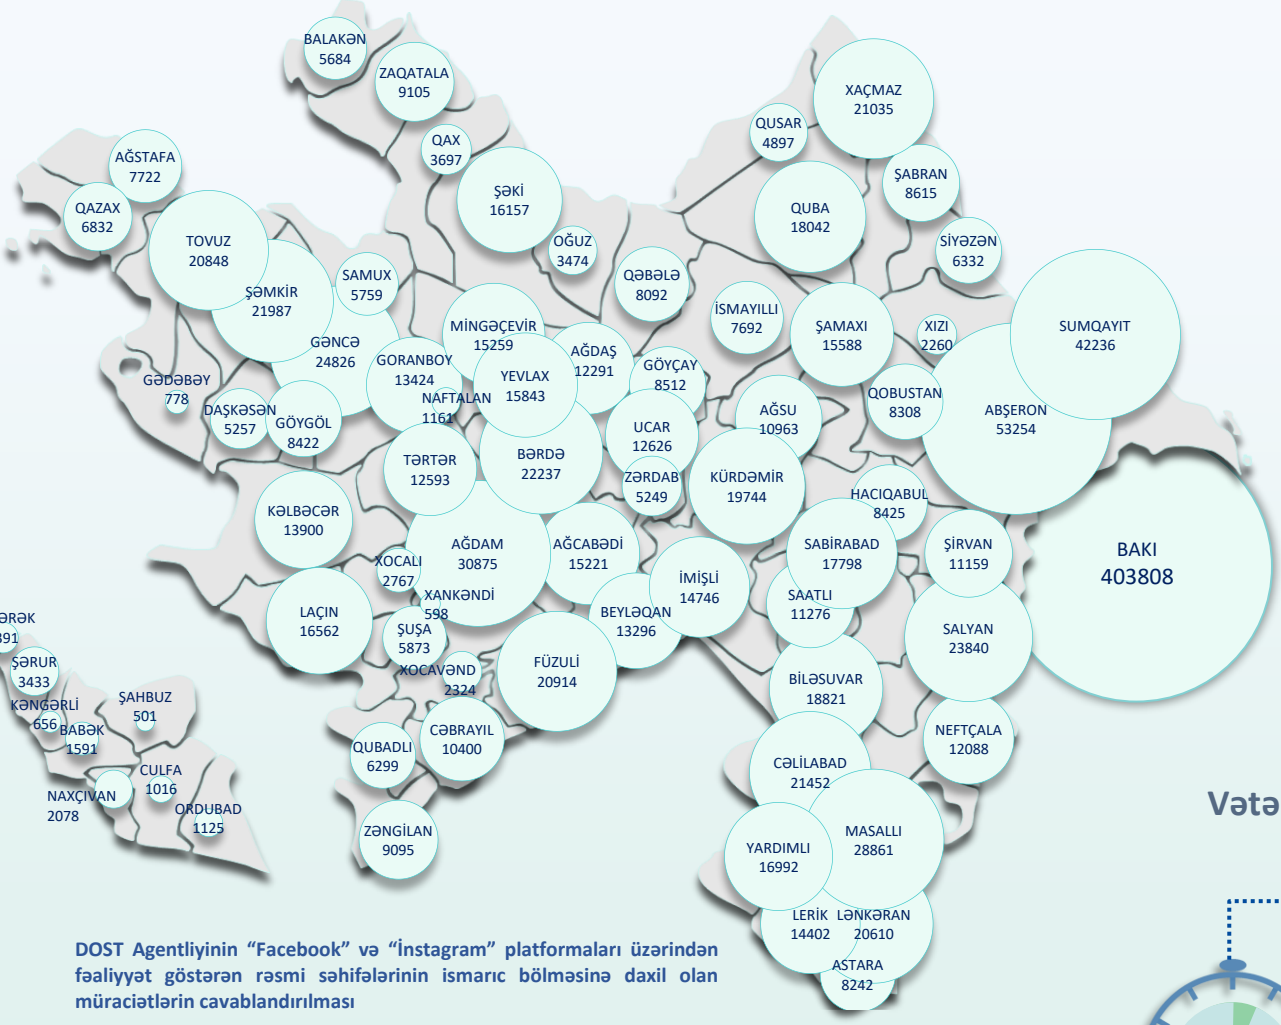 BALAKƏN
5684
ZAQATALA
9105
XAÇMAZ
21035
QUSAR
4897
QAX
3697
AĞSTAFA
7722
ŞƏKİ
16157
ŞABRAN
8615
QAZAX
6832
QUBA
18042
TOVUZ
20848
OĞUZ
3474
SİYƏZƏN
6332
SAMUX
5759
QƏBƏLƏ
8092
ŞƏMKİR
21987
İSMAYILLI
7692
MİNGƏÇEVİR
15259
ŞAMAXI
15588
XIZI
2260
SUMQAYIT
42236
GƏNCƏ
24826
GORANBOY
13424
AĞDAŞ
12291
GÖYÇAY
8512
YEVLAX
15843
GƏDƏBƏY
778
NAFTALAN
1161
QOBUSTAN
8308
DAŞKƏSƏN
5257
GÖYGÖL
8422
AĞSU
10963
ABŞERON
53254
UCAR
12626
TƏRTƏR
12593
BƏRDƏ
22237
ZƏRDAB
5249
KÜRDƏMİR
19744
HACIQABUL
8425
KƏLBƏCƏR
13900
AĞDAM
30875
AĞCABƏDİ
15221
SABİRABAD
17798
ŞİRVAN
11159
BAKI
403808
XOCALI
2767
İMİŞLİ
14746
XANKƏNDİ
598
SAATLI
11276
LAÇIN
16562
BEYLƏQAN
13296
ŞUŞA
5873
SALYAN
23840
ƏRƏK
391
FÜZULİ
20914
ŞƏRUR
3433
XOCAVƏND
2324
BİLƏSUVAR
18821
KƏNGƏRLİ
656
ŞAHBUZ
501
BABƏK
1591
CƏBRAYIL
10400
NEFTÇALA
12088
QUBADLI
6299
CƏLİLABAD
21452
CULFA
1016
NAXÇIVAN
2078
ORDUBAD
1125
Vətə
ZƏNGİLAN
9095
MASALLI
28861
YARDIMLI
16992
LERİK
14402
LƏNKƏRAN
20610
ASTARA
8242
DOST Agentliyinin “Facebook” və “İnstagram” platformaları üzərindən
fəaliyyət göstərən rəsmi səhifələrinin ismarıc bölməsinə daxil olan
müraciətlərin cavablandırılması